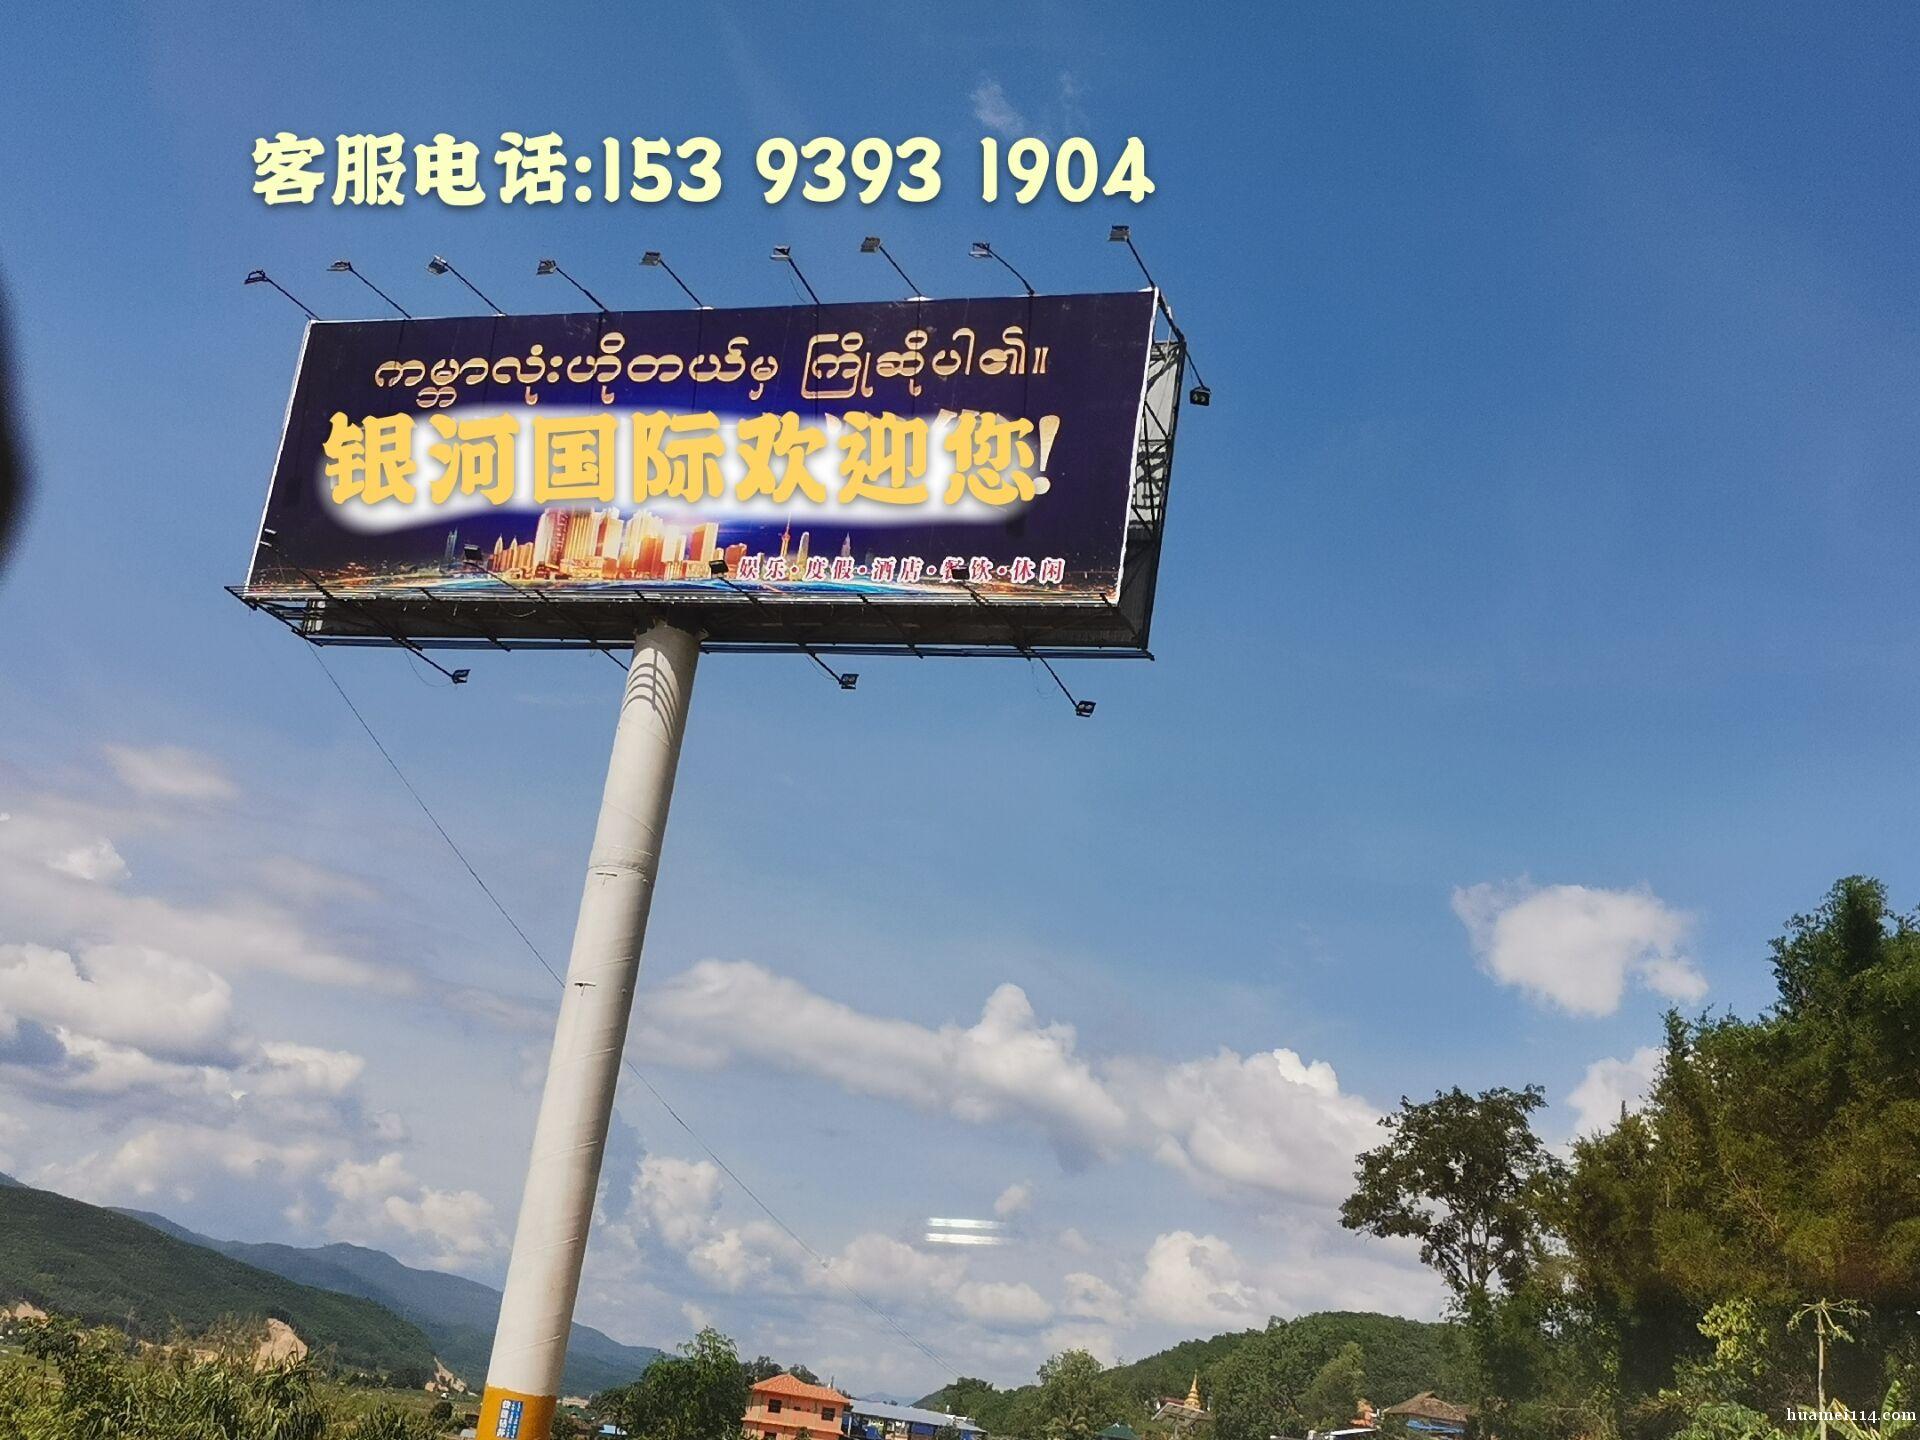 客服电话:153 9393 1904
ကမ္ဘာလုံးဟိုတယ်မှ ကြိုဆိုပါ၏။
银河国际欢迎您!
娱乐·度假·酒店·餐饮·休闲
huamei114.com